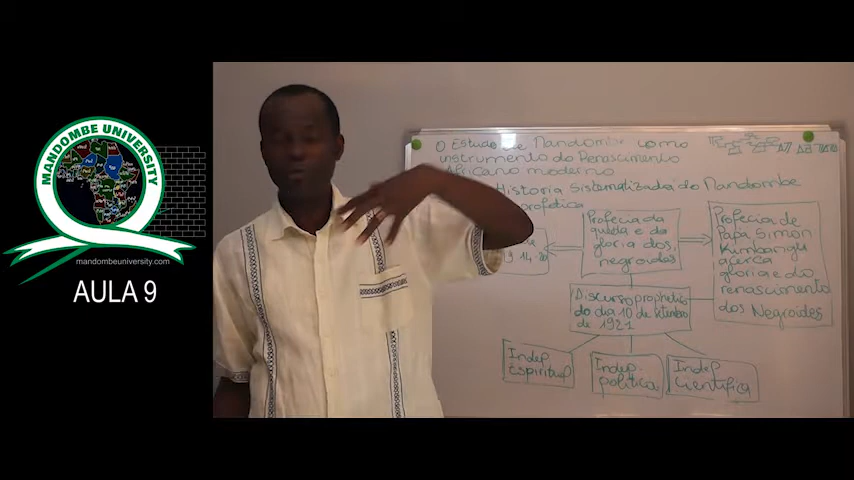 MANDOMBE UNIVERSITY
mandombeuniversity.com
AULA 9
O Estudo de Mandombe como
instrumento do Renascimento
Africano moderno
Historia Sistematizada do Mandombe
profetica
Profecia da
queda e da
gloria dos
negroides
Profecia de
Papa Simon
Kimbangu
acerca
gloria e do
renascimento
dos Negroides
Discurso prophetico
do dia 10 de setembro
de 1921
Indep.
Espiritual
Indep.
politica
Indep
Cientifica